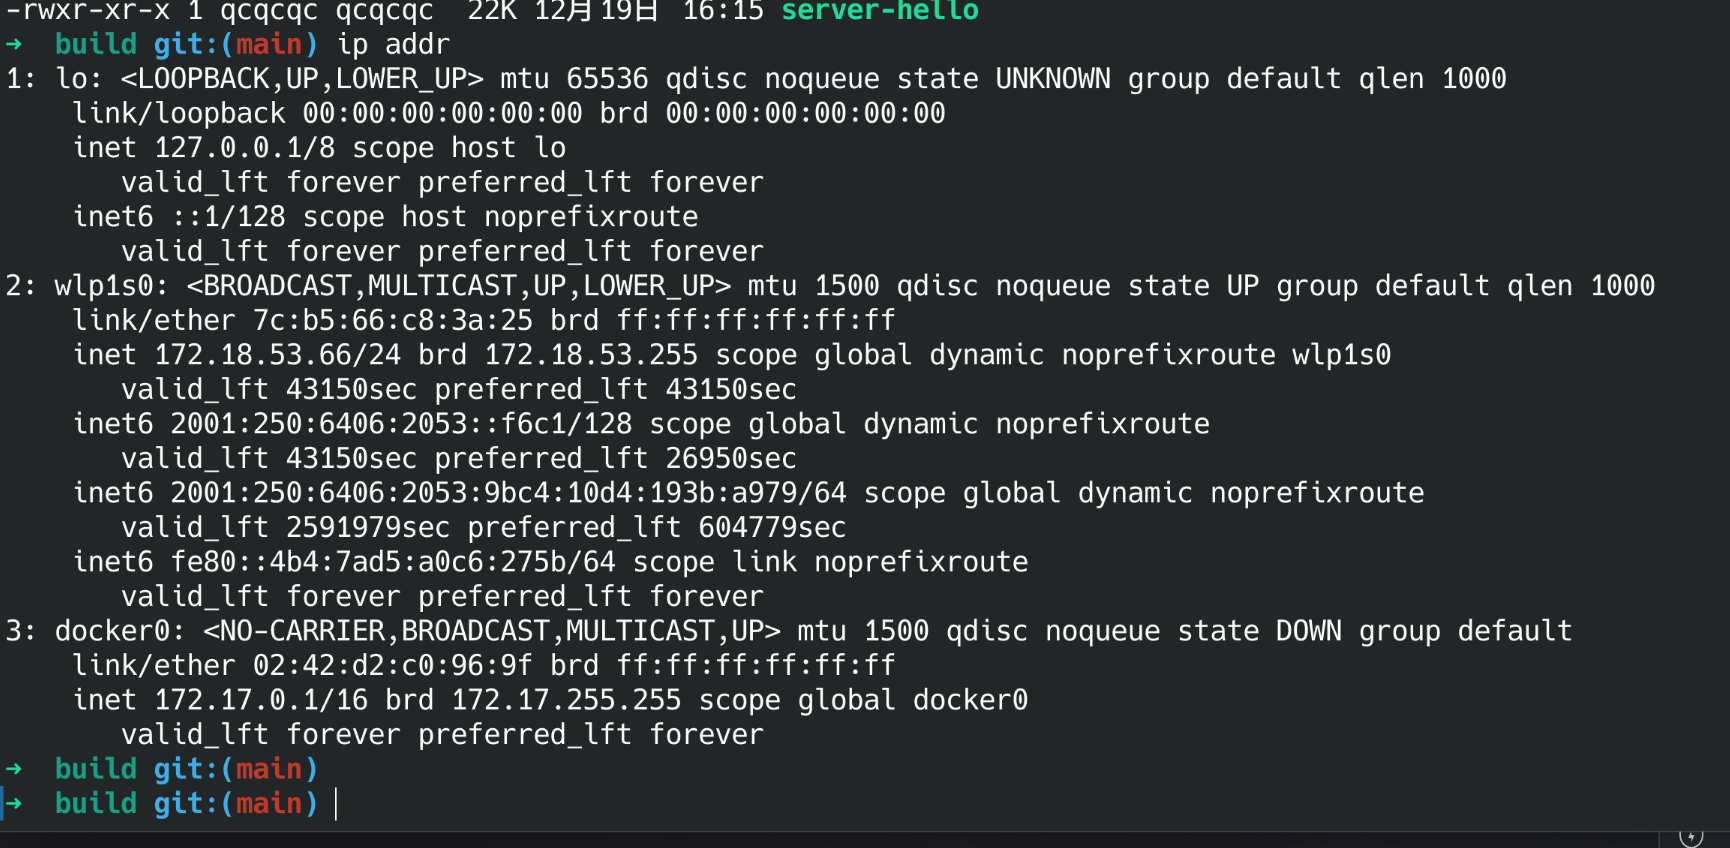 -rwxr-xr-x 1 qcqcqc qcqcqc  22K 12月19日 16:15 server-hello
➜  build git:(main) ip addr
1: lo: <LOOPBACK,UP,LOWER_UP> mtu 65536 qdisc noqueue state UNKNOWN group default qlen 1000
    link/loopback 00:00:00:00:00:00 brd 00:00:00:00:00:00
    inet 127.0.0.1/8 scope host lo
       valid_lft forever preferred_lft forever
    inet6 ::1/128 scope host noprefixroute
       valid_lft forever preferred_lft forever
2: wlp1s0: <BROADCAST,MULTICAST,UP,LOWER_UP> mtu 1500 qdisc noqueue state UP group default qlen 1000
    link/ether 7c:b5:66:c8:3a:25 brd ff:ff:ff:ff:ff:ff
    inet 172.18.53.66/24 brd 172.18.53.255 scope global dynamic noprefixroute wlp1s0
       valid_lft 43150sec preferred_lft 43150sec
    inet6 2001:250:6406:2053::f6c1/128 scope global dynamic noprefixroute
       valid_lft 43150sec preferred_lft 26950sec
    inet6 2001:250:6406:2053:9bc4:10d4:193b:a979/64 scope global dynamic noprefixroute
       valid_lft 2591979sec preferred_lft 604779sec
    inet6 fe80::4b4:7ad5:a0c6:275b/64 scope link noprefixroute
       valid_lft forever preferred_lft forever
3: docker0: <NO-CARRIER,BROADCAST,MULTICAST,UP> mtu 1500 qdisc noqueue state DOWN group default
    link/ether 02:42:d2:c0:96:9f brd ff:ff:ff:ff:ff:ff
    inet 172.17.0.1/16 brd 172.17.255.255 scope global docker0
       valid_lft forever preferred_lft forever
➜  build git:(main)
➜  build git:(main)